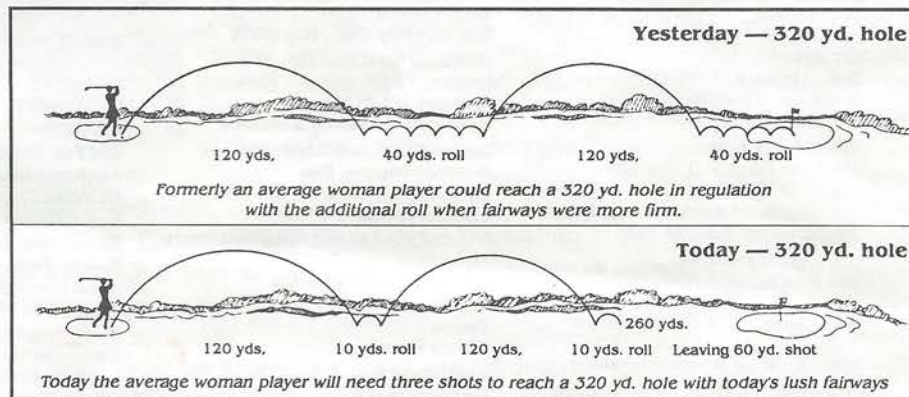 Yesterday — 320 yd. hole
120 yds,
40 yds. roll
120 yds,
40 yds. roll
Formerly an average woman player could reach a 320 yd. hole in regulation
with the additional roll when fairways were more firm.
Today — 320 yd. hole
260 yds.
120 yds,
10 yds. roll
120 yds,
10 yds. roll
Leaving 60 yd. shot
Today the average woman player will need three shots to reach a 320 yd. hole with today's lush fairways